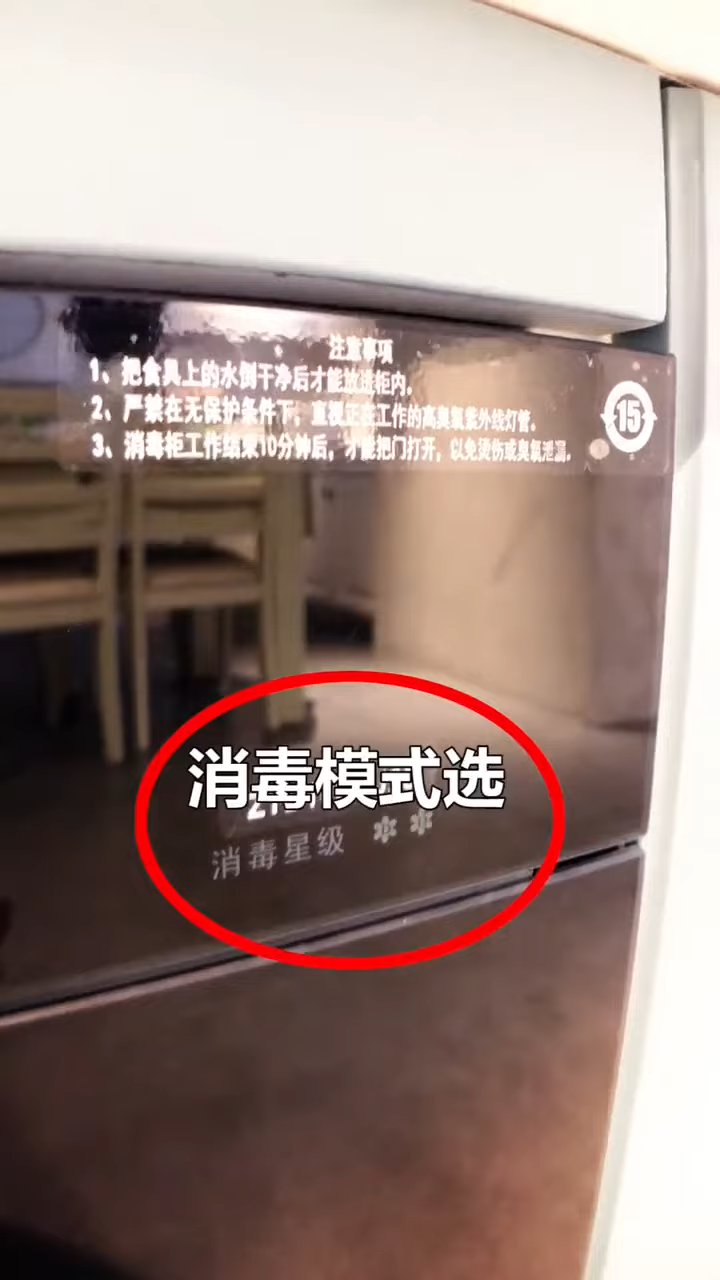 注意事项
1、把食具上的水倒干净后才能放进柜内。
2、严禁在无保护条件下，直视正在工作的高臭氧紫外线灯管。
3、消毒柜工作结束10分钟后，才能把门打开，以免烫伤或臭氧泄漏。
15
消毒模式选
消毒星级